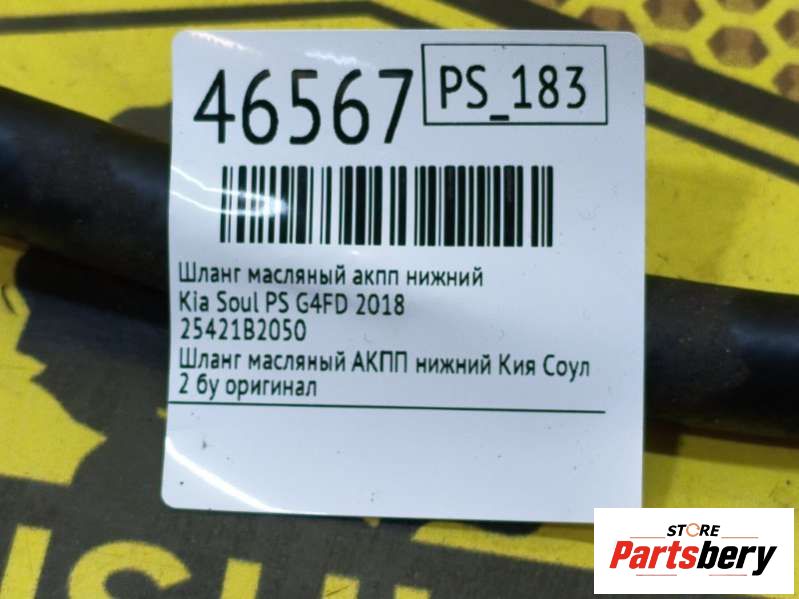 46567
PS_183
Шланг масляный акпп нижний
Kia Soul PS G4FD 2018
25421B2050
Шланг масляный АКПП нижний Кия Соул
2 бу оригинал
STORE
Partsbery